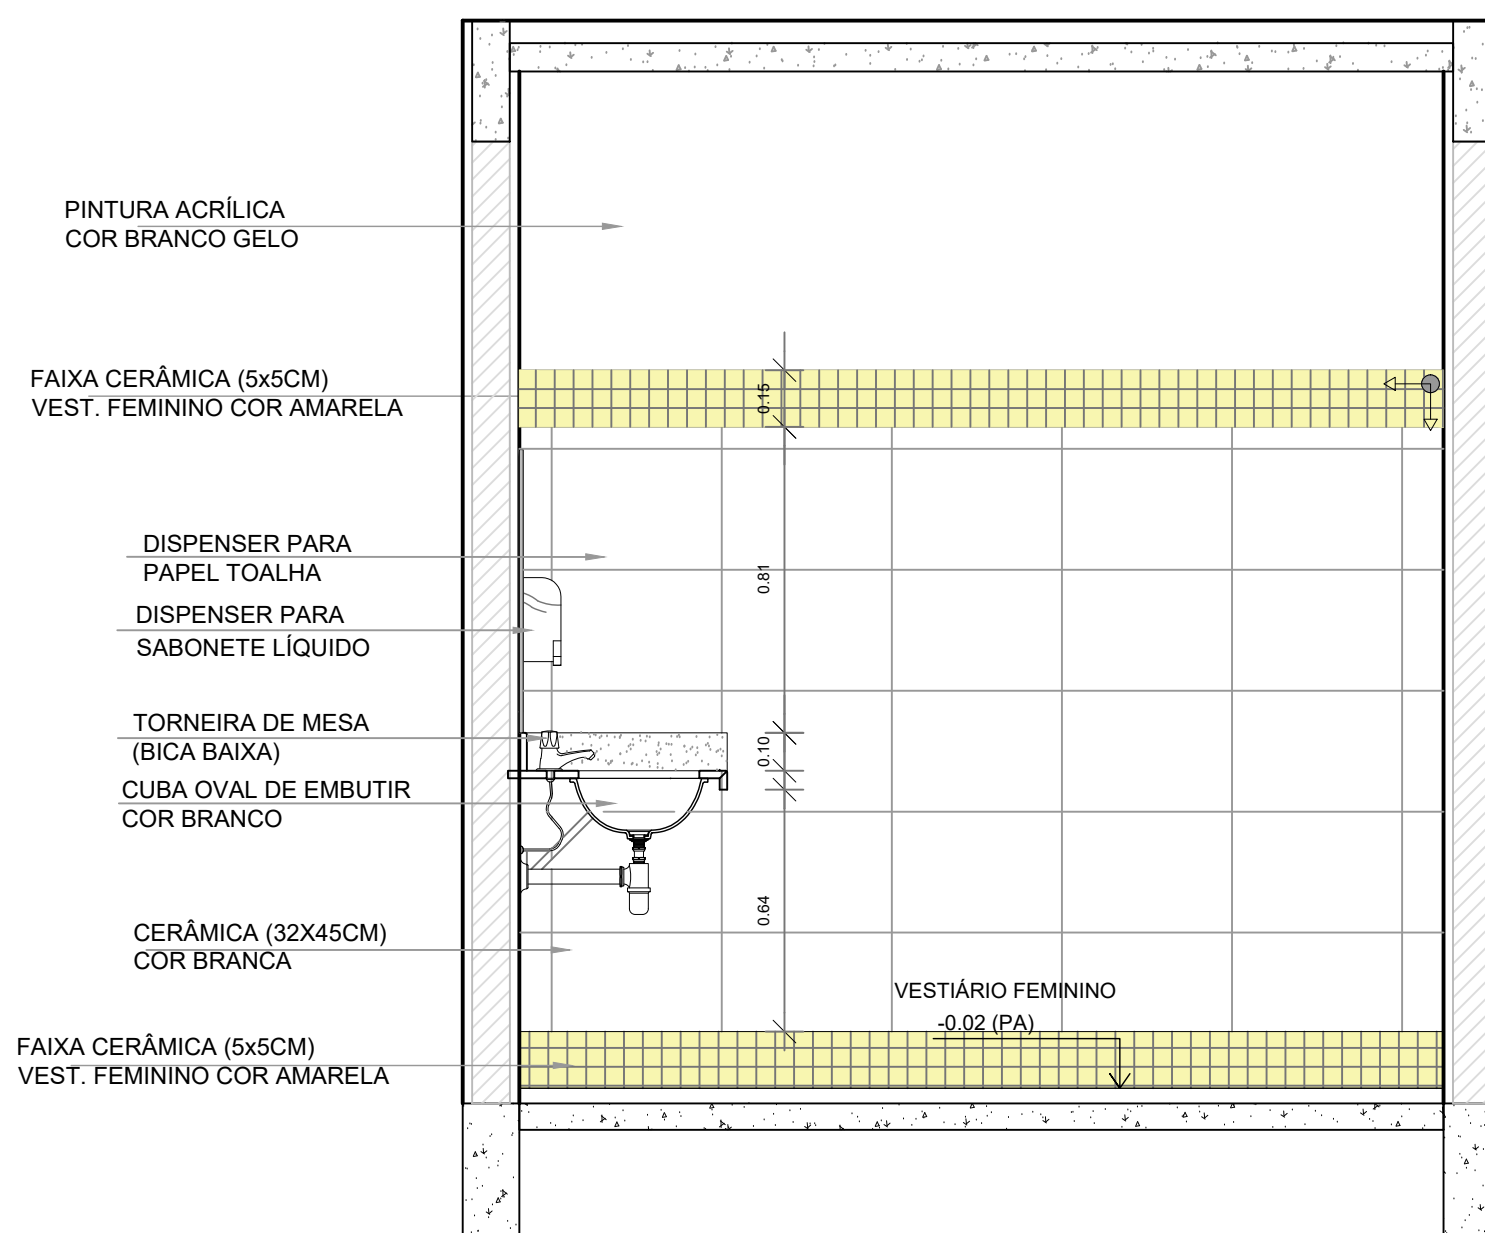 PINTURA ACRÍLICA
COR BRANCO GELO
FAIXA CERÂMICA (5x5CM)
VEST. FEMININO COR AMARELA
0.15
DISPENSER PARA
PAPEL TOALHA
0.81
DISPENSER PARA
SABONETE LÍQUIDO
TORNEIRA DE MESA
(BICA BAIXA)
0.10
CUBA OVAL DE EMBUTIR
COR BRANCO
0.64
CERÂMICA (32X45CM)
COR BRANCA
VESTIÁRIO FEMININO
-0.02 (PA)
FAIXA CERÂMICA (5x5CM)
VEST. FEMININO COR AMARELA